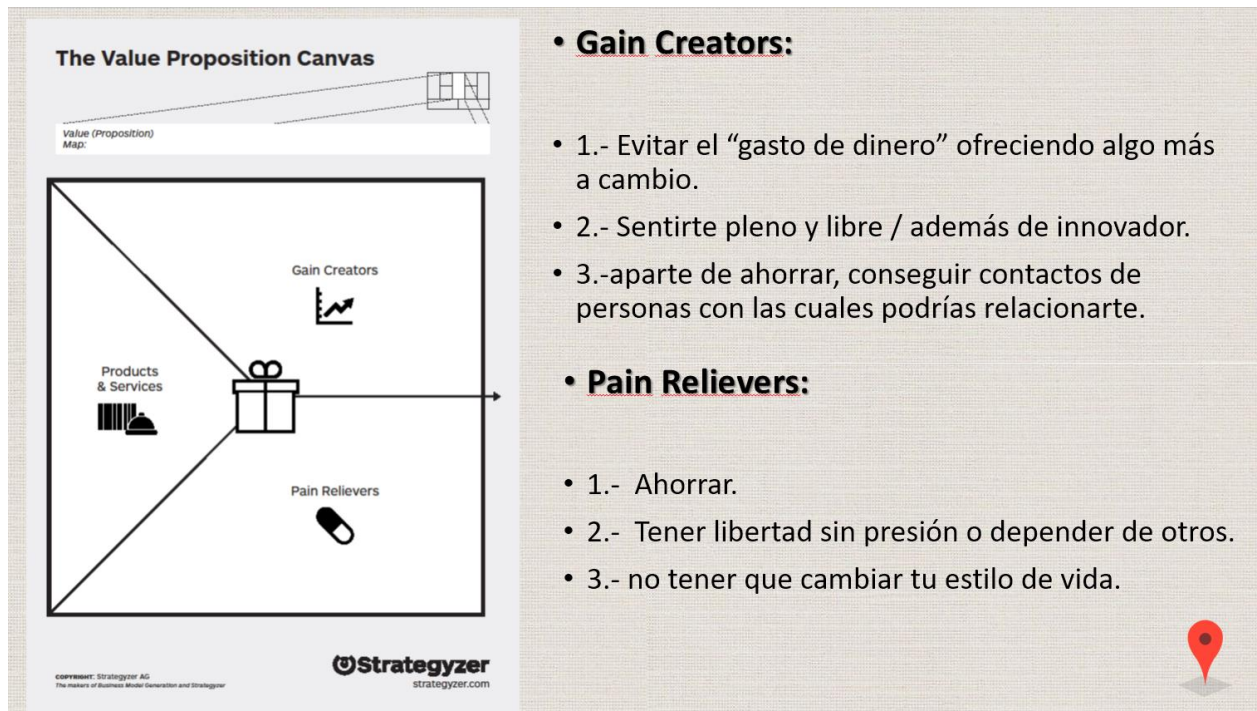 The Value Proposition Canvas
Value (Proposition)
Map:
Gain Creators
Products
& Services
Pain Relievers
COPYRIGHT: Strategyzer AG
The makers of Business Model Generation and Strategyzer
Strategyzer
strategyzer.com
• Gain Creators:
• 1.- Evitar el “gasto de dinero” ofreciendo algo más
a cambio.
• 2.- Sentirte pleno y libre / además de innovador.
• 3.-aparte de ahorrar, conseguir contactos de
personas con las cuales podrías relacionarte.
• Pain Relievers:
• 1.- Ahorrar.
• 2.- Tener libertad sin presión o depender de otros.
• 3.- no tener que cambiar tu estilo de vida.